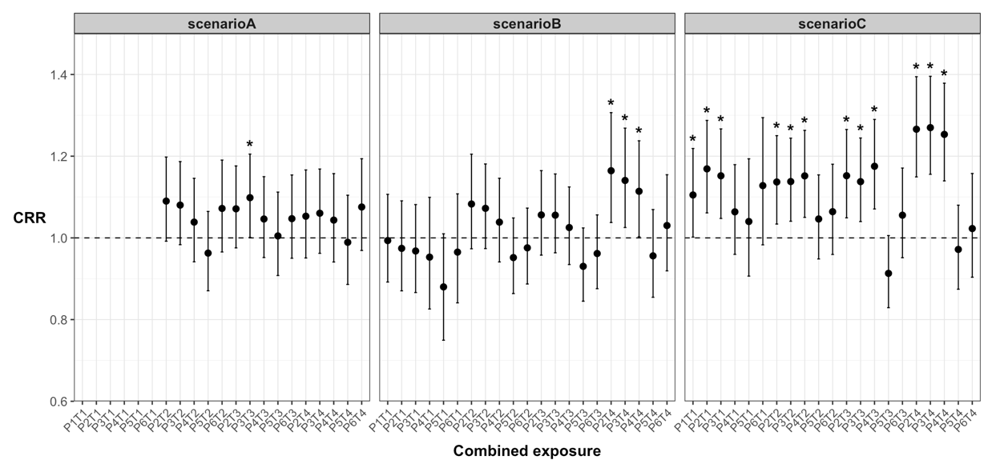 scenarioA
scenarioB
scenarioC
CRR
1.4
1.2
1.0
0.8
0.6
P1T1 P2T1 P3T1 P4T1 P5T1 P6T1 P2T2 P3T2 P4T2 P5T2 P6T2 P2T3 P3T3 P4T3 P5T3 P6T3 P2T4 P3T4 P4T4 P5T4 P6T4
P1T1 P2T1 P3T1 P4T1 P5T1 P6T1 P2T2 P3T2 P4T2 P5T2 P6T2 P2T3 P3T3 P4T3 P5T3 P6T3 P2T4 P3T4 P4T4 P5T4 P6T4
P1T1 P2T1 P3T1 P4T1 P5T1 P6T1 P2T2 P3T2 P4T2 P5T2 P6T2 P2T3 P3T3 P4T3 P5T3 P6T3 P2T4 P3T4 P4T4 P5T4 P6T4
Combined exposure